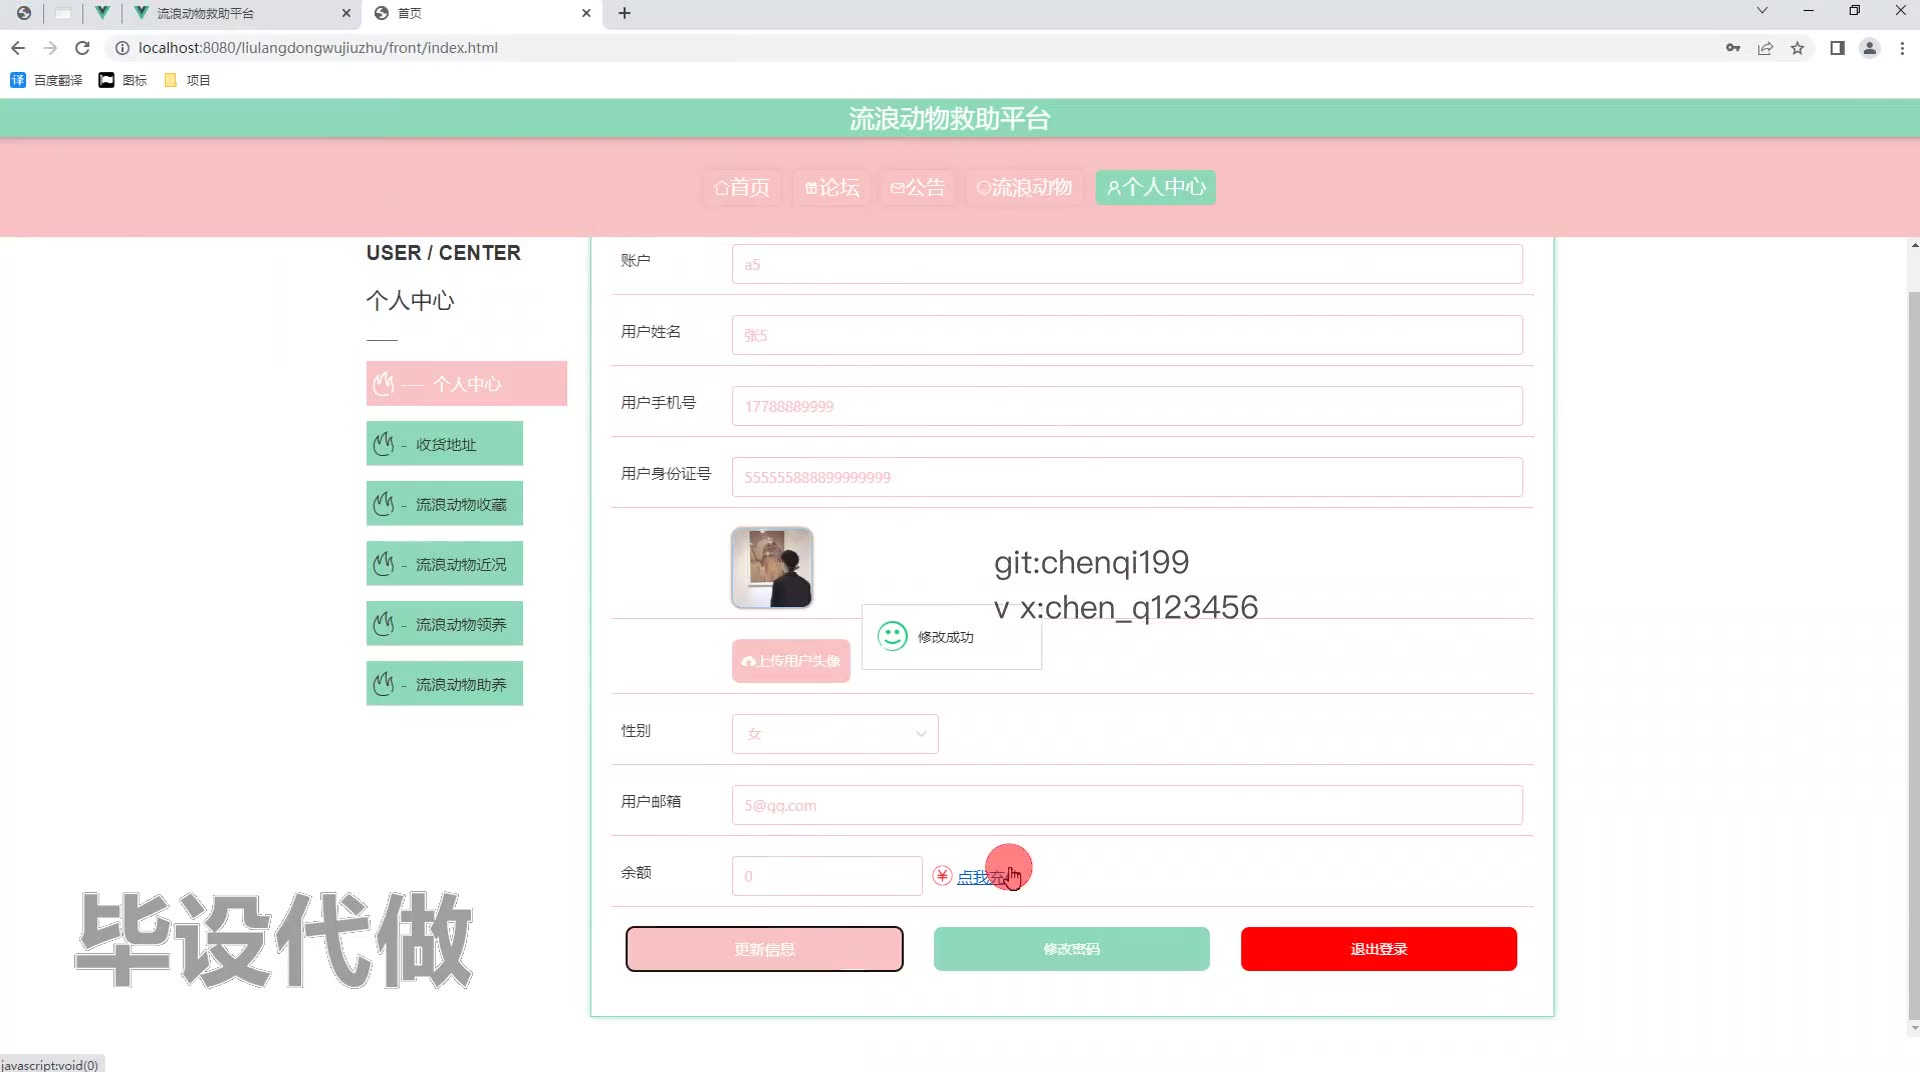 流浪动物救助平台
首页
localhost:8080/liulangdongwujiuzhu/front/index.html
百度翻译
图标
项目
流浪动物救助平台
首页
论坛
公告
流浪动物
个人中心
USER / CENTER
个人中心
个人中心
- 收货地址
- 流浪动物收藏
- 流浪动物近况
- 流浪动物领养
- 流浪动物助养
账户
a5
用户姓名
张5
用户手机号
17788889999
用户身份证号
555555888899999999
git:chenqi199
v x:chen_q123456
修改成功
上传用户头像
性别
女
用户邮箱
5@qq.com
余额
0
点我充
更新信息
修改密码
退出登录
毕设代做
javascript:void(0)